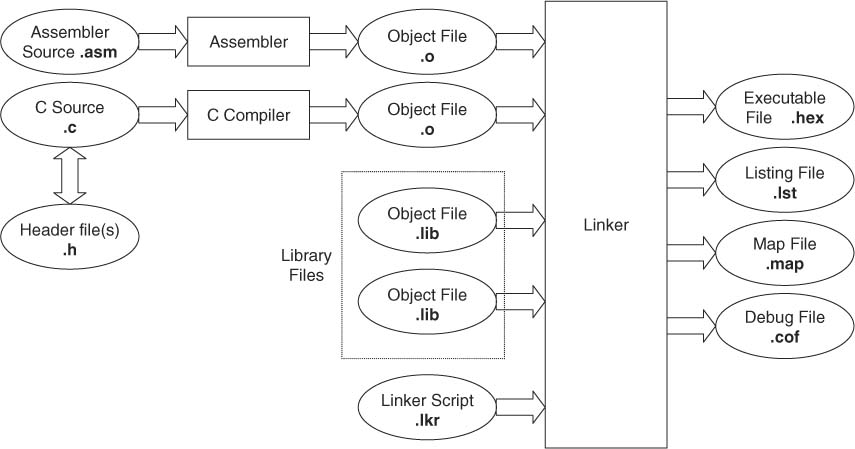 Assembler
Source .asm
Assembler
Object File
.o
C Source
.c
C Compiler
Object File
.o
Header file(s)
.h
Library
Files
Object File
.lib
Object File
.lib
Linker Script
.lkr
Linker
Executable
File .hex
Listing File
.lst
Map File
.map
Debug File
.cof